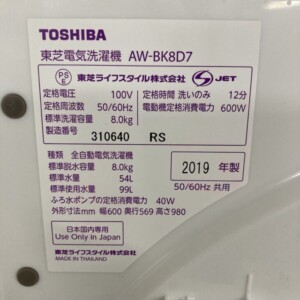 TOSHIBA
東芝電気洗濯機 AW-BK8D7
PS E 東芝ライフスタイル株式会社 S JET
定格電圧 100V 定格時間 洗いのみ 12分
定格周波数 50/60Hz 電動機定格消費電力 600W
標準洗濯容量 8.0kg
製造番号 310640 RS
種類 全自動電気洗濯機
標準脱水容量 8.0kg 2019 年製
標準水量 54L
標準使用水量 99L 50/60Hz 共用
ふろ水ポンプの定格消費電力 40W
外形寸法mm 幅600 奥行569 高さ980
日本国内専用
Use Only in Japan
東芝ライフスタイル株式会社
MADE IN THAILAND